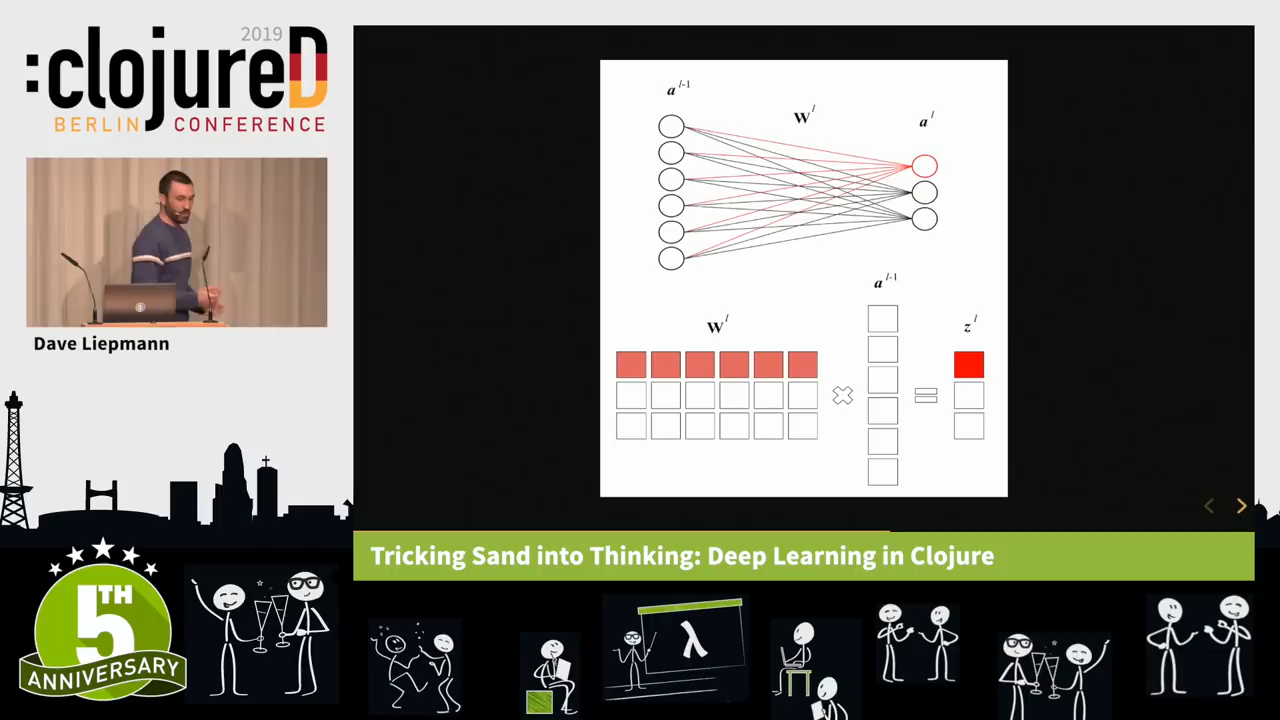 2019
:clojureD
BERLIN CONFERENCE
Dave Liepmann
a^{l-1}
W^l
a^l
a^{l-1}
W^l
z^l
Tricking Sand into Thinking: Deep Learning in Clojure
5TH
ANNIVERSARY
λ